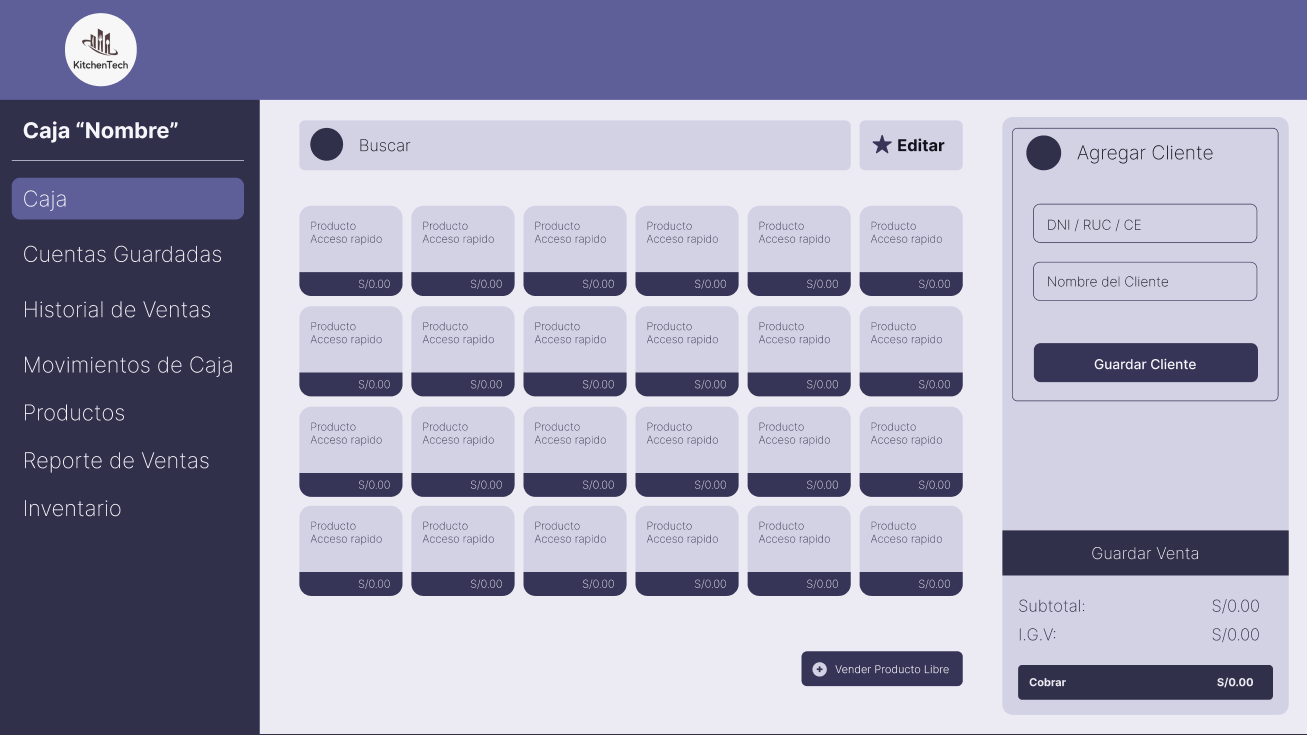 KitchenTech
Caja “Nombre”
Caja
Cuentas Guardadas
Historial de Ventas
Movimientos de Caja
Productos
Reporte de Ventas
Inventario
Buscar
Editar
Producto Producto Producto Producto Producto Producto
Acceso rapido Acceso rapido Acceso rapido Acceso rapido Acceso rapido Acceso rapido
S/0.00 S/0.00 S/0.00 S/0.00 S/0.00 S/0.00
Producto Producto Producto Producto Producto Producto
Acceso rapido Acceso rapido Acceso rapido Acceso rapido Acceso rapido Acceso rapido
S/0.00 S/0.00 S/0.00 S/0.00 S/0.00 S/0.00
Producto Producto Producto Producto Producto Producto
Acceso rapido Acceso rapido Acceso rapido Acceso rapido Acceso rapido Acceso rapido
S/0.00 S/0.00 S/0.00 S/0.00 S/0.00 S/0.00
Producto Producto Producto Producto Producto Producto
Acceso rapido Acceso rapido Acceso rapido Acceso rapido Acceso rapido Acceso rapido
S/0.00 S/0.00 S/0.00 S/0.00 S/0.00 S/0.00
Vender Producto Libre
Agregar Cliente
DNI / RUC / CE
Nombre del Cliente
Guardar Cliente
Guardar Venta
Subtotal: S/0.00
I.G.V: S/0.00
Cobrar S/0.00